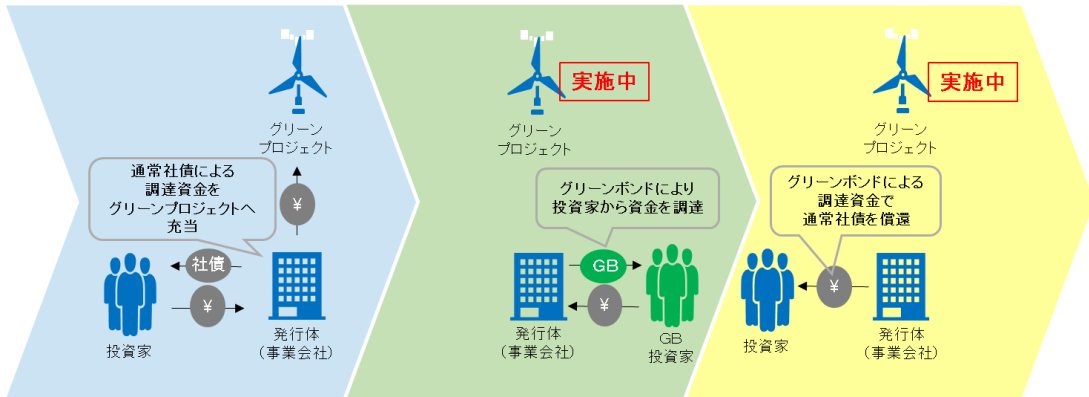 グリーン
プロジェクト
通常社債による
調達資金を
グリーンプロジェクトへ
充当
¥
社債
¥
投資家
発行体
（事業会社）
実施中
グリーン
プロジェクト
グリーンボンドにより
投資家から資金を調達
GB
¥
発行体
（事業会社）
GB
投資家
実施中
グリーン
プロジェクト
グリーンボンドによる
調達資金で
通常社債を償還
¥
投資家
発行体
（事業会社）